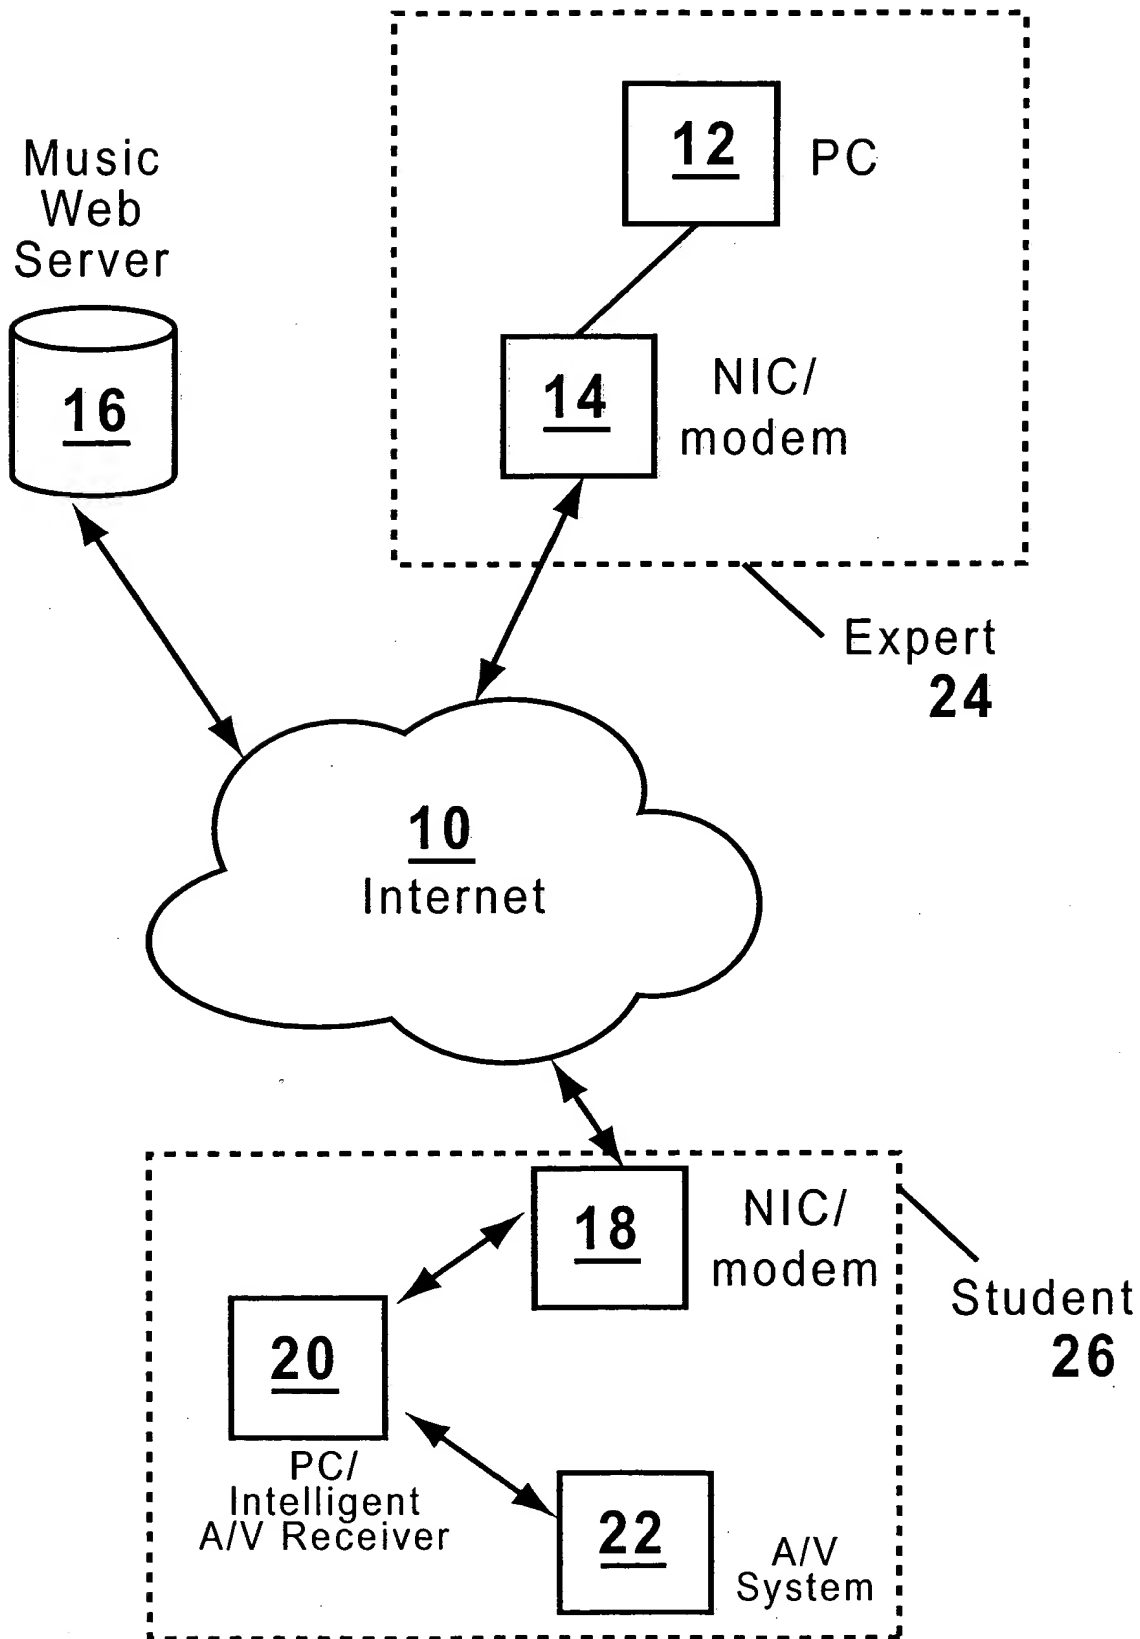 12
PC
Music
Web
Server
16
14
NIC/
modem
Expert
24
10
Internet
18
NIC/
modem
Student
26
20
PC/
Intelligent
A/V Receiver
22
A/V
System